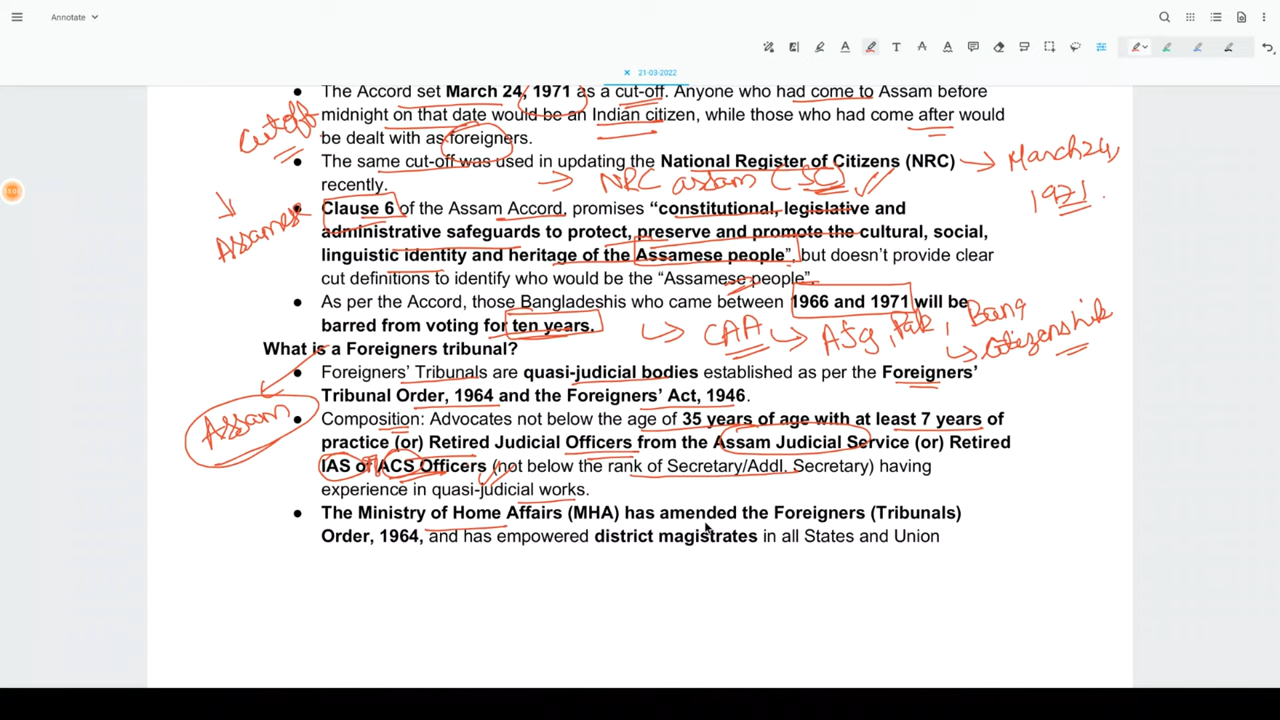 Annotate
21-03-2022
The Accord set March 24, 1971 as a cut-off. Anyone who had come to Assam before
midnight on that date would be an Indian citizen, while those who had come after would
be dealt with as foreigners.
Cutoff
The same cut-off was used in updating the National Register of Citizens (NRC)
recently.
→ March 24,
1971.
→ NRC assam (SC)
Clause 6 of the Assam Accord, promises “constitutional, legislative and
administrative safeguards to protect, preserve and promote the cultural, social,
linguistic identity and heritage of the Assamese people”, but doesn’t provide clear
cut definitions to identify who would be the “Assamese people”.
Assamese
As per the Accord, those Bangladeshis who came between 1966 and 1971 will be
barred from voting for ten years.
CAA → Afg, Pak, Bang
Citizenship
What is a Foreigners tribunal?
Foreigners’ Tribunals are quasi-judicial bodies established as per the Foreigners’
Tribunal Order, 1964 and the Foreigners’ Act, 1946.
Assam
Composition: Advocates not below the age of 35 years of age with at least 7 years of
practice (or) Retired Judicial Officers from the Assam Judicial Service (or) Retired
IAS or ACS Officers (not below the rank of Secretary/Addl. Secretary) having
experience in quasi-judicial works.
The Ministry of Home Affairs (MHA) has amended the Foreigners (Tribunals)
Order, 1964, and has empowered district magistrates in all States and Union